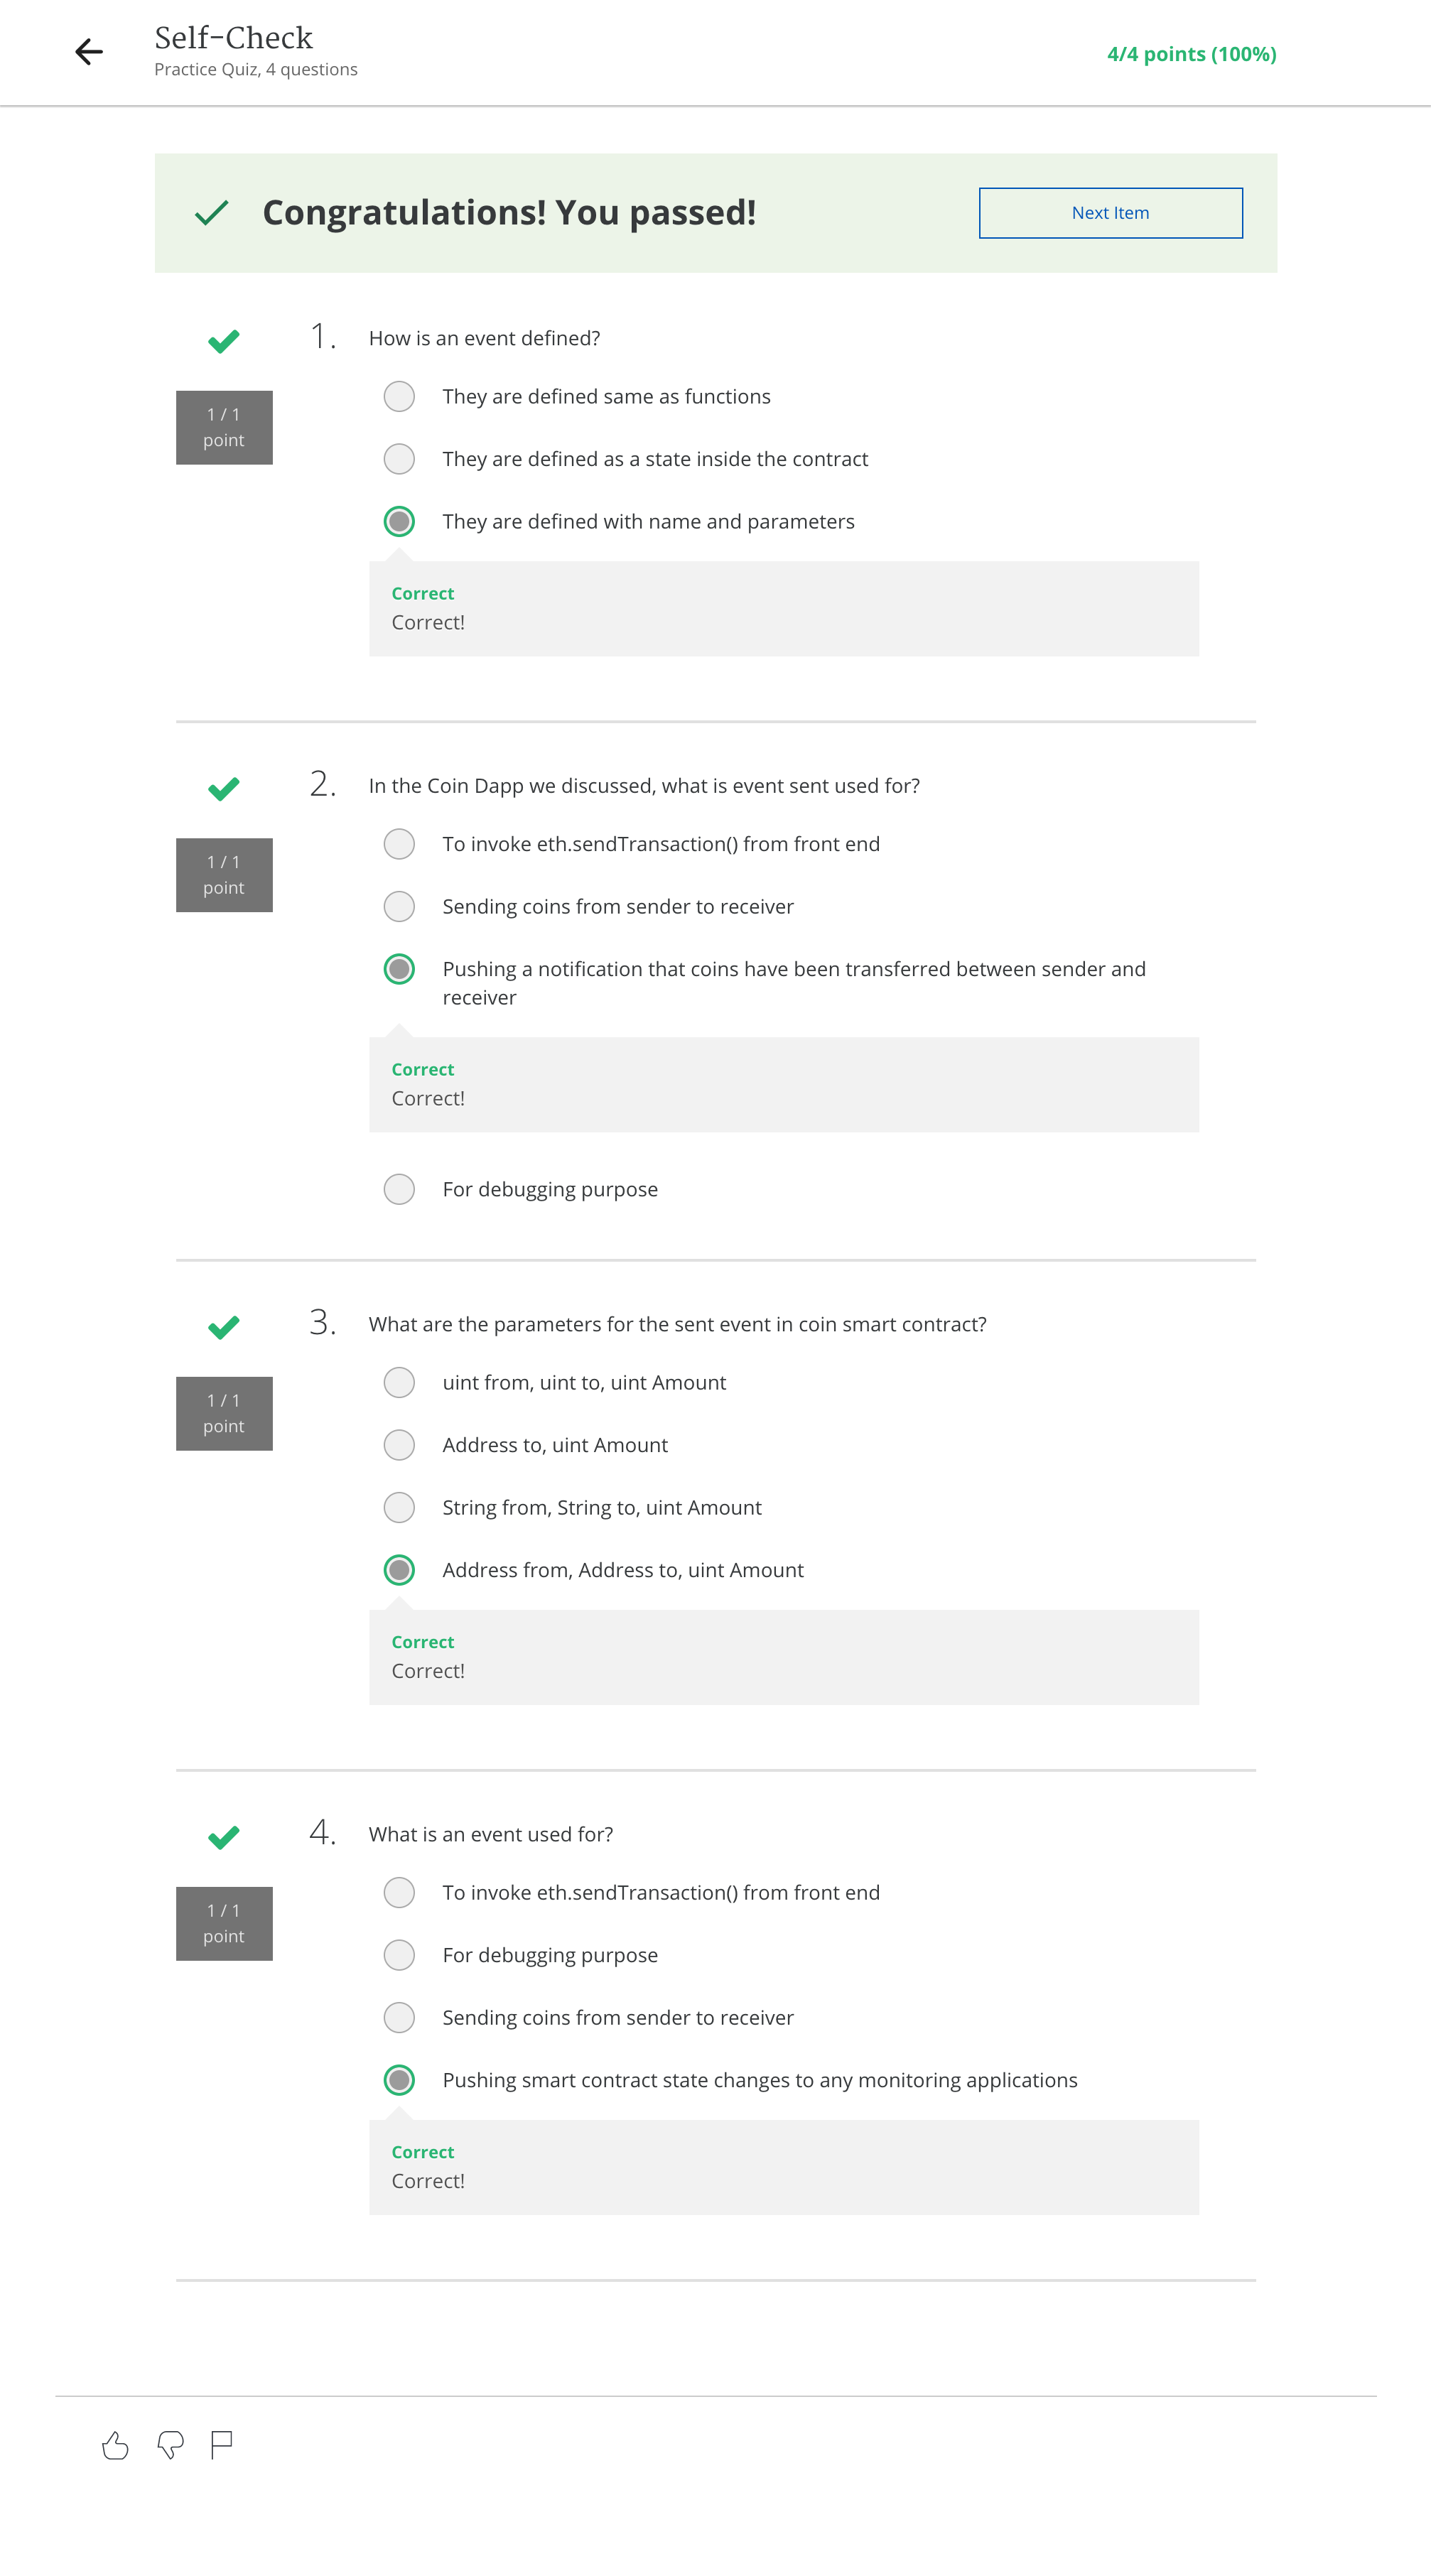 Self-Check
Practice Quiz, 4 questions
4/4 points (100%)
Congratulations! You passed!
Next Item
1.
How is an event defined?
1 / 1
point
They are defined same as functions
They are defined as a state inside the contract
They are defined with name and parameters
Correct
Correct!
2.
In the Coin Dapp we discussed, what is event sent used for?
1 / 1
point
To invoke eth.sendTransaction() from front end
Sending coins from sender to receiver
Pushing a notification that coins have been transferred between sender and
receiver
Correct
Correct!
For debugging purpose
3.
What are the parameters for the sent event in coin smart contract?
1 / 1
point
uint from, uint to, uint Amount
Address to, uint Amount
String from, String to, uint Amount
Address from, Address to, uint Amount
Correct
Correct!
4.
What is an event used for?
1 / 1
point
To invoke eth.sendTransaction() from front end
For debugging purpose
Sending coins from sender to receiver
Pushing smart contract state changes to any monitoring applications
Correct
Correct!